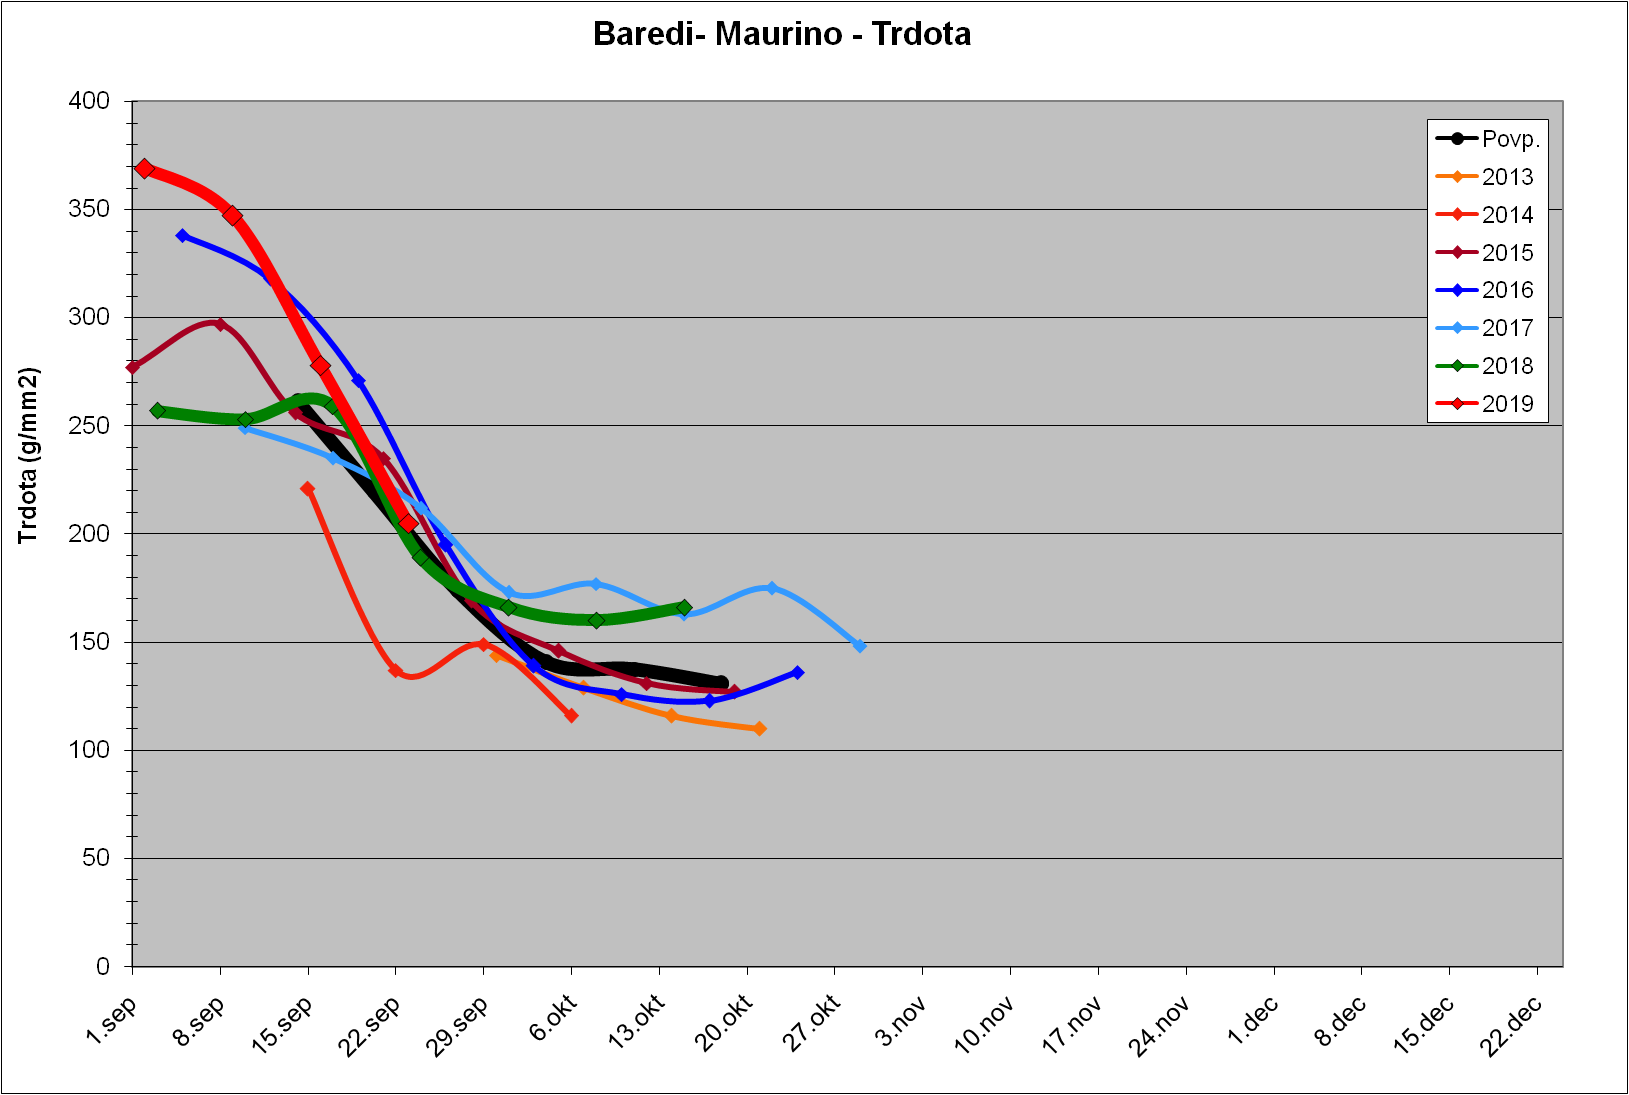 Baredi- Maurino - Trdota
Trdota (g/mm2)
400
350
300
250
200
150
100
50
0
1.sep
8.sep
15.sep
22.sep
29.sep
6.okt
13.okt
20.okt
27.okt
3.nov
10.nov
17.nov
24.nov
1.dec
8.dec
15.dec
22.dec
Povp.
2013
2014
2015
2016
2017
2018
2019